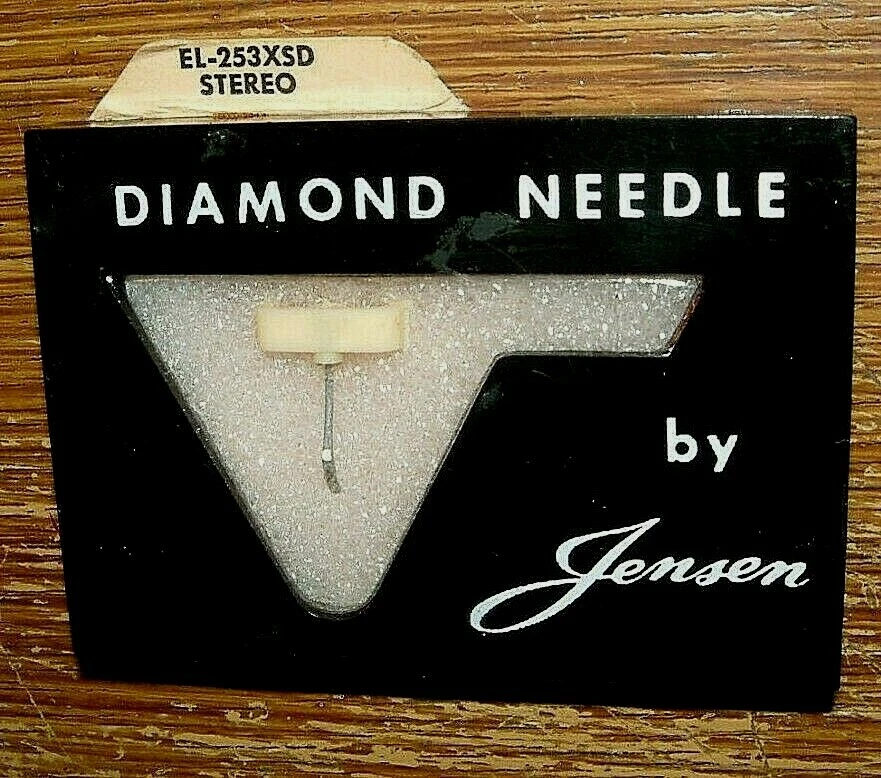 EL-253XSD
STEREO
DIAMOND NEEDLE
by
Jensen